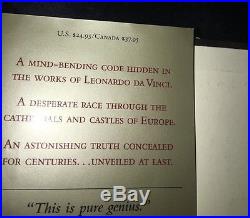 U.S. $24.95/CANADA $37.95
A MIND-BENDING CODE HIDDEN IN
THE WORKS OF LEONARDO DA VINCI.
A DESPERATE RACE THROUGH THE
CATHEDRALS AND CASTLES OF EUROPE.
AN ASTONISHING TRUTH CONCEALED
FOR CENTURIES...UNVEILED AT LAST.
"This is pure genius."